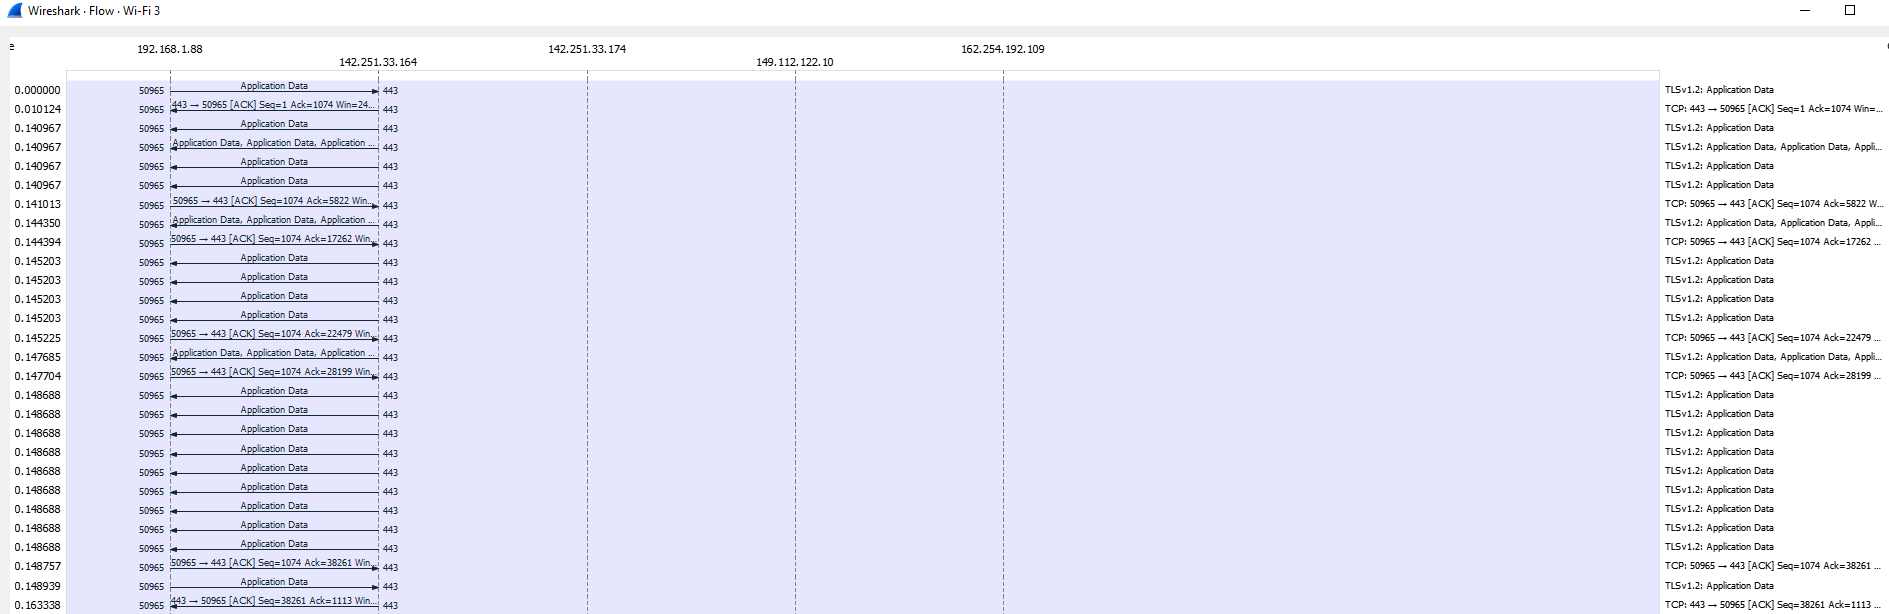 Wireshark · Flow · Wi-Fi 3
192.168.1.88 142.251.33.174 162.254.192.109
142.251.33.164 149.112.122.10
0.000000 50965 Application Data 443 TLSv1.2: Application Data
0.010124 50965 443 → 50965 [ACK] Seq=1 Ack=1074 Win=24... 443 TCP: 443 → 50965 [ACK] Seq=1 Ack=1074 Win=...
0.140967 50965 Application Data 443 TLSv1.2: Application Data
0.140967 50965 Application Data, Application Data, Application ... 443 TLSv1.2: Application Data, Application Data, Appli...
0.140967 50965 Application Data 443 TLSv1.2: Application Data
0.140967 50965 Application Data 443 TLSv1.2: Application Data
0.141013 50965 50965 → 443 [ACK] Seq=1074 Ack=5822 Win... 443 TCP: 50965 → 443 [ACK] Seq=1074 Ack=5822 W...
0.144350 50965 Application Data, Application Data, Application ... 443 TLSv1.2: Application Data, Application Data, Appli...
0.144394 50965 50965 → 443 [ACK] Seq=1074 Ack=17262 Win... 443 TCP: 50965 → 443 [ACK] Seq=1074 Ack=17262 ...
0.145203 50965 Application Data 443 TLSv1.2: Application Data
0.145203 50965 Application Data 443 TLSv1.2: Application Data
0.145203 50965 Application Data 443 TLSv1.2: Application Data
0.145203 50965 Application Data 443 TLSv1.2: Application Data
0.145225 50965 50965 → 443 [ACK] Seq=1074 Ack=22479 Win... 443 TCP: 50965 → 443 [ACK] Seq=1074 Ack=22479 ...
0.147685 50965 Application Data, Application Data, Application ... 443 TLSv1.2: Application Data, Application Data, Appli...
0.147704 50965 50965 → 443 [ACK] Seq=1074 Ack=28199 Win... 443 TCP: 50965 → 443 [ACK] Seq=1074 Ack=28199 ...
0.148688 50965 Application Data 443 TLSv1.2: Application Data
0.148688 50965 Application Data 443 TLSv1.2: Application Data
0.148688 50965 Application Data 443 TLSv1.2: Application Data
0.148688 50965 Application Data 443 TLSv1.2: Application Data
0.148688 50965 Application Data 443 TLSv1.2: Application Data
0.148688 50965 Application Data 443 TLSv1.2: Application Data
0.148688 50965 Application Data 443 TLSv1.2: Application Data
0.148688 50965 Application Data 443 TLSv1.2: Application Data
0.148688 50965 Application Data 443 TLSv1.2: Application Data
0.148757 50965 50965 → 443 [ACK] Seq=1074 Ack=38261 Win... 443 TCP: 50965 → 443 [ACK] Seq=1074 Ack=38261 ...
0.148939 50965 Application Data 443 TLSv1.2: Application Data
0.163338 50965 443 → 50965 [ACK] Seq=38261 Ack=1113 Win... 443 TCP: 443 → 50965 [ACK] Seq=38261 Ack=1113 ...